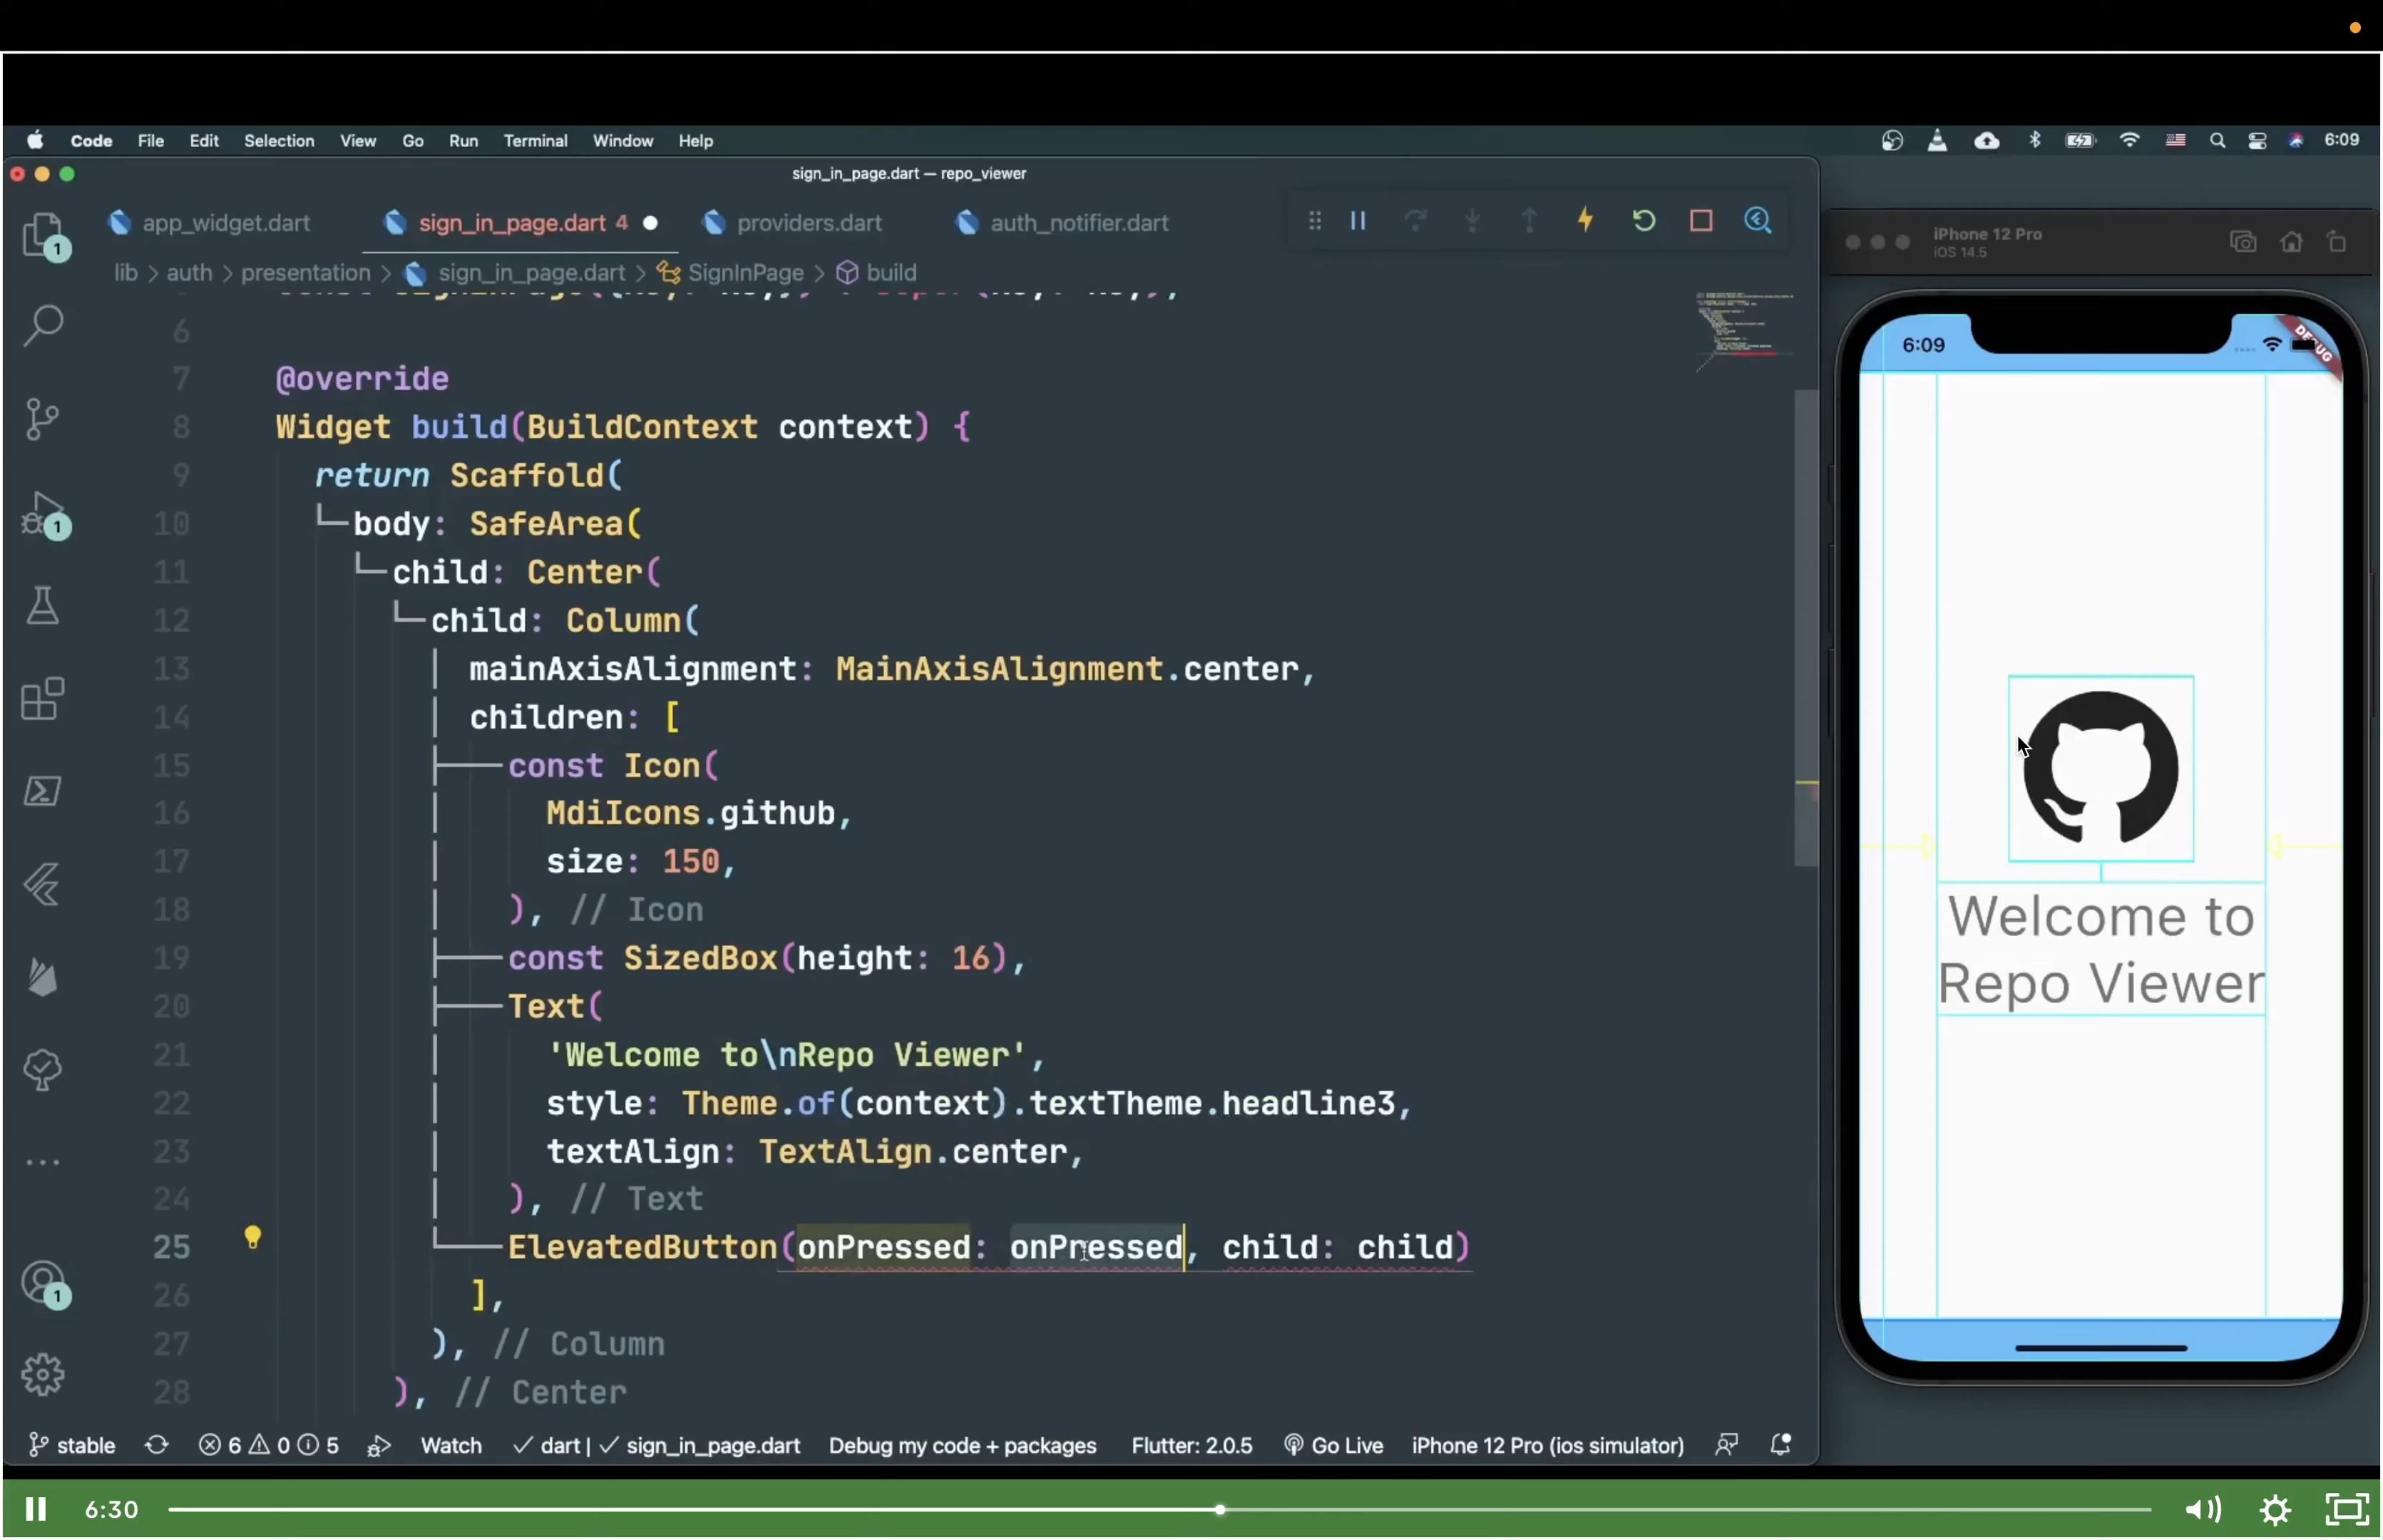 Code File Edit Selection View Go Run Terminal Window Help 6:09
sign_in_page.dart — repo_viewer
app_widget.dart sign_in_page.dart 4 providers.dart auth_notifier.dart
lib > auth > presentation > sign_in_page.dart > SignInPage > build
6
7 @override
8 Widget build(BuildContext context) {
9 return Scaffold(
10 body: SafeArea(
11 child: Center(
12 child: Column(
13 mainAxisAlignment: MainAxisAlignment.center,
14 children: [
15 const Icon(
16 MdiIcons.github,
17 size: 150,
18 ), // Icon
19 const SizedBox(height: 16),
20 Text(
21 'Welcome to\nRepo Viewer',
22 style: Theme.of(context).textTheme.headline3,
23 textAlign: TextAlign.center,
24 ), // Text
25 ElevatedButton(onPressed: onPressed, child: child)
26 ],
27 ), // Column
28 ), // Center
1
1
1
stable 6 0 5 Watch ✓ dart | ✓ sign_in_page.dart Debug my code + packages Flutter: 2.0.5 Go Live iPhone 12 Pro (ios simulator)
iPhone 12 Pro
iOS 14.5
6:09
DEBUG
Welcome to
Repo Viewer
6:30